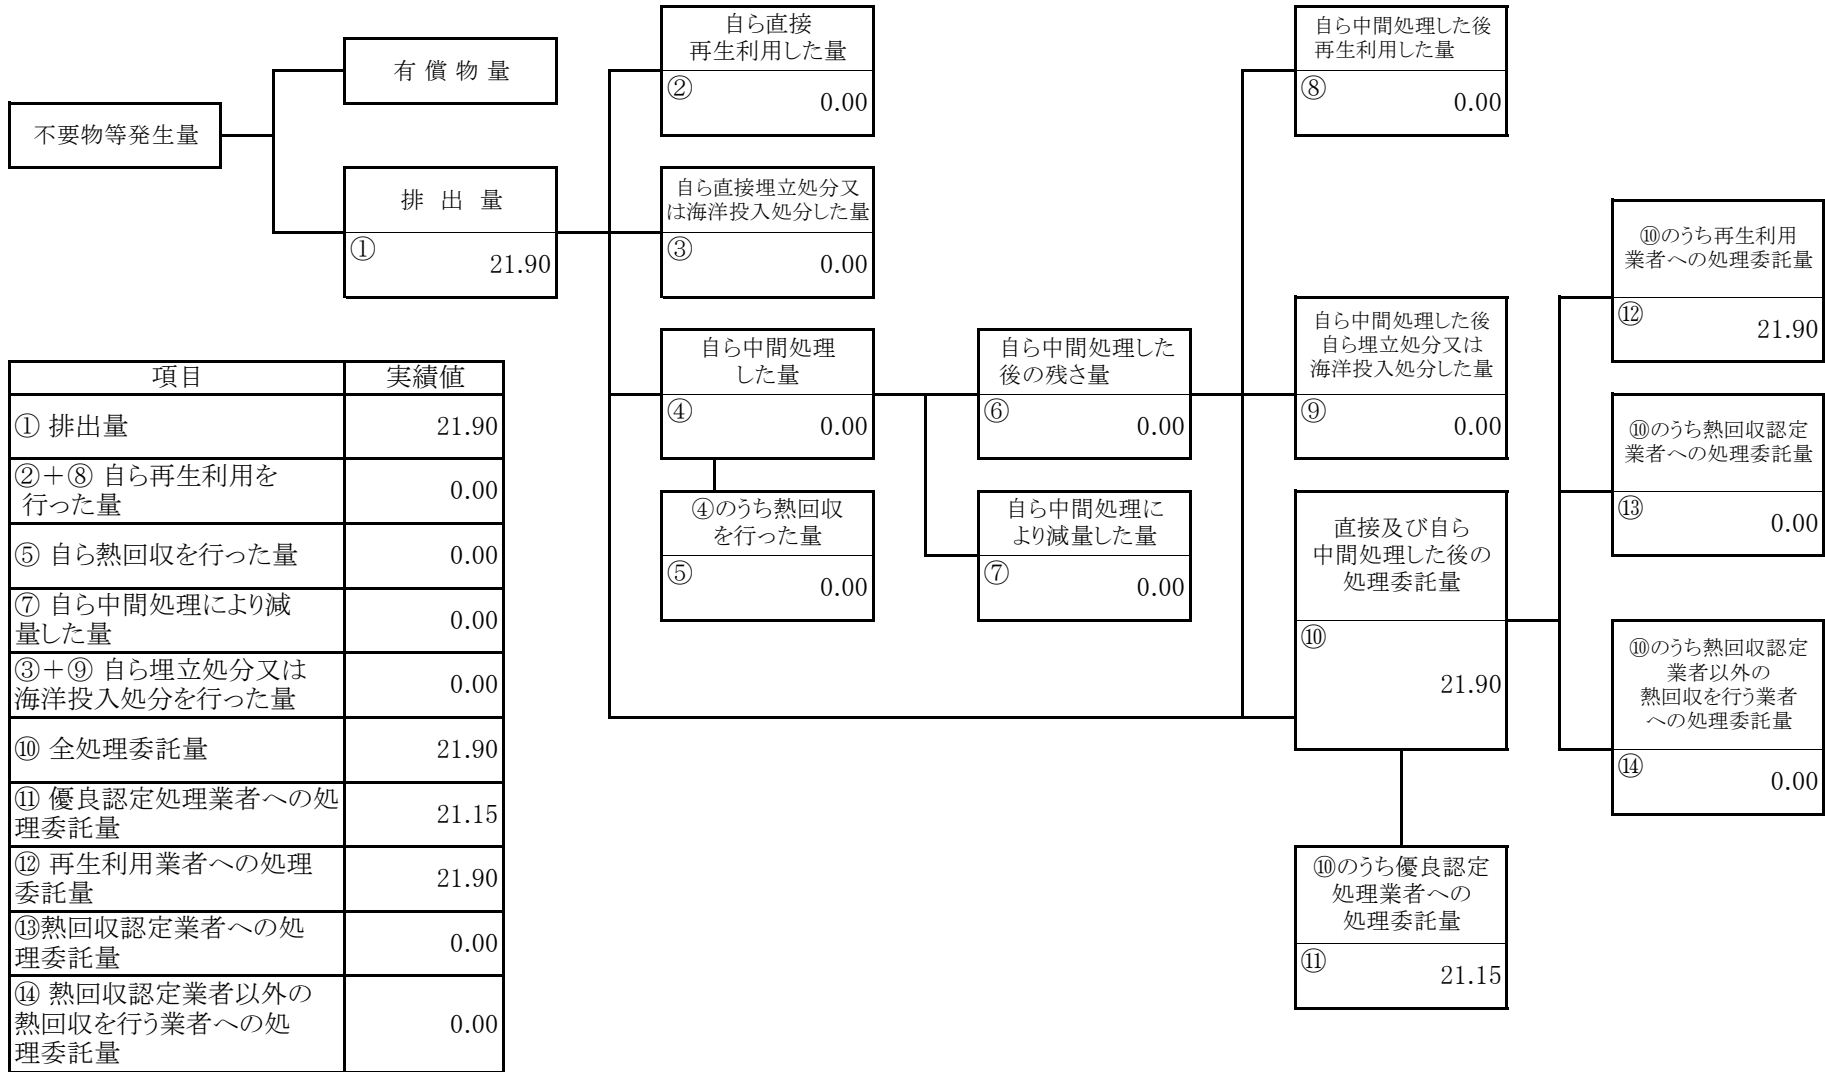 不要物等発生量
有償物量
排出量
①
21.90
自ら直接
再生利用した量
②
0.00
自ら直接埋立処分又
は海洋投入処分した量
③
0.00
自ら中間処理
した量
④
0.00
④のうち熱回収
を行った量
⑤
0.00
自ら中間処理した
後の残さ量
⑥
0.00
自ら中間処理に
より減量した量
⑦
0.00
自ら中間処理した後
再生利用した量
⑧
0.00
自ら中間処理した後
自ら埋立処分又は
海洋投入処分した量
⑨
0.00
直接及び自ら
中間処理した後の
処理委託量
⑩
21.90
⑩のうち優良認定
処理業者への
処理委託量
⑪
21.15
⑩のうち再生利用
業者への処理委託量
⑫
21.90
⑩のうち熱回収認定
業者への処理委託量
⑬
0.00
⑩のうち熱回収認定
業者以外の
熱回収を行う業者
への処理委託量
⑭
0.00
項目 実績値
① 排出量 21.90
②+⑧ 自ら再生利用を
行った量 0.00
⑤ 自ら熱回収を行った量 0.00
⑦ 自ら中間処理により減
量した量 0.00
③+⑨ 自ら埋立処分又は
海洋投入処分を行った量 0.00
⑩ 全処理委託量 21.90
⑪ 優良認定処理業者への処
理委託量 21.15
⑫ 再生利用業者への処理
委託量 21.90
⑬熱回収認定業者への処
理委託量 0.00
⑭ 熱回収認定業者以外の
熱回収を行う業者への処
理委託量 0.00